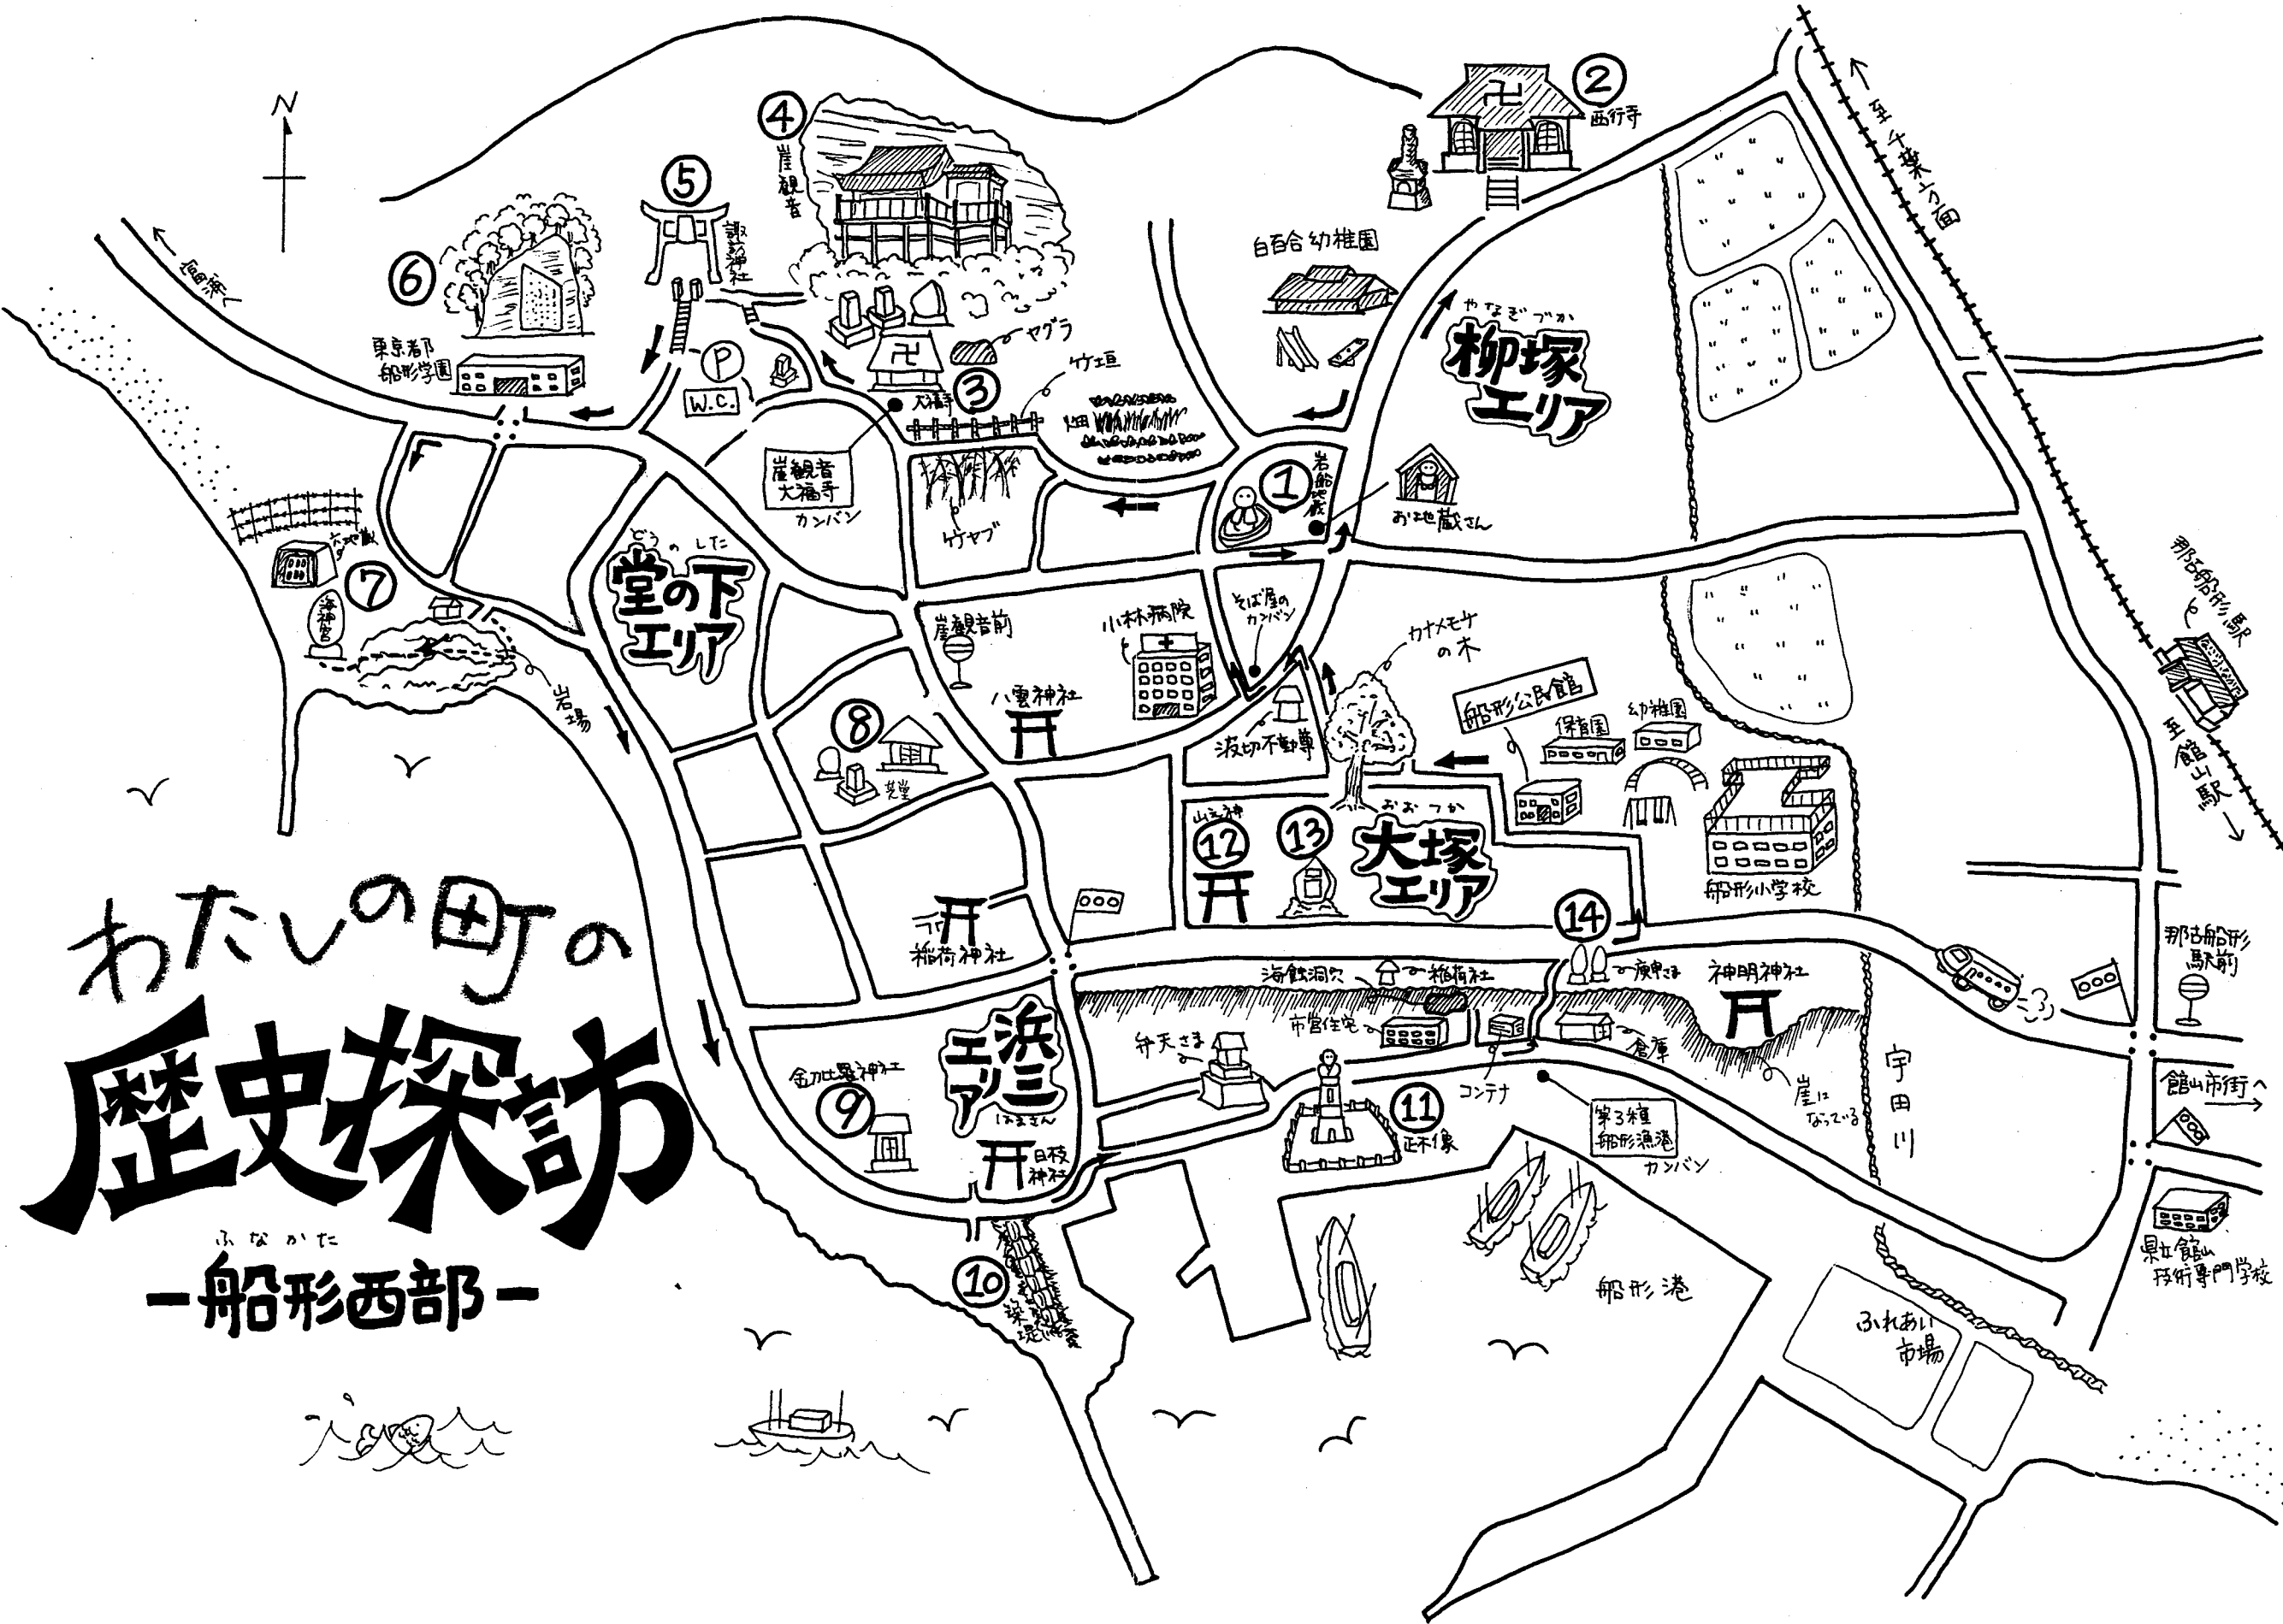 わたしの町の
歴史探訪
ふなかた
－船形西部－
N
富浦へ
④
崖観音
②
西行寺
至千葉方面
⑤
諏訪神社
⑥
東京都
船形学園
P
W.C.
ヤグラ
卍
③
大福寺
竹垣
畑
崖観音
大福寺
カンバン
竹ヤブ
白百合幼稚園
やなぎづか
柳塚
エリア
①
岩船地蔵
お地蔵さん
六地蔵
⑦
海神宮
岩場
どうのした
堂の下
エリア
崖観音前
小林病院
そば屋の
カンバン
カナメモチ
の木
八雲神社
波切不動尊
船形公民館
保育園
幼稚園
船形小学校
那古船形駅
至館山駅
⑧
堂
山之神
⑫
⑬
おおつか
大塚
エリア
⑭
稲荷神社
海蝕洞穴
稲荷社
庚申さま
神明神社
那古船形
駅前
市営住宅
弁天さま
コンテナ
倉庫
崖に
なっている
宇田川
館山市街へ
金刀比羅神社
⑨
浜三
エリア
はまさん
日枝
神社
⑪
正木像
第3種
船形漁港
カンバン
⑩
船形港
ふれあい
市場
県立館山
技術専門学校